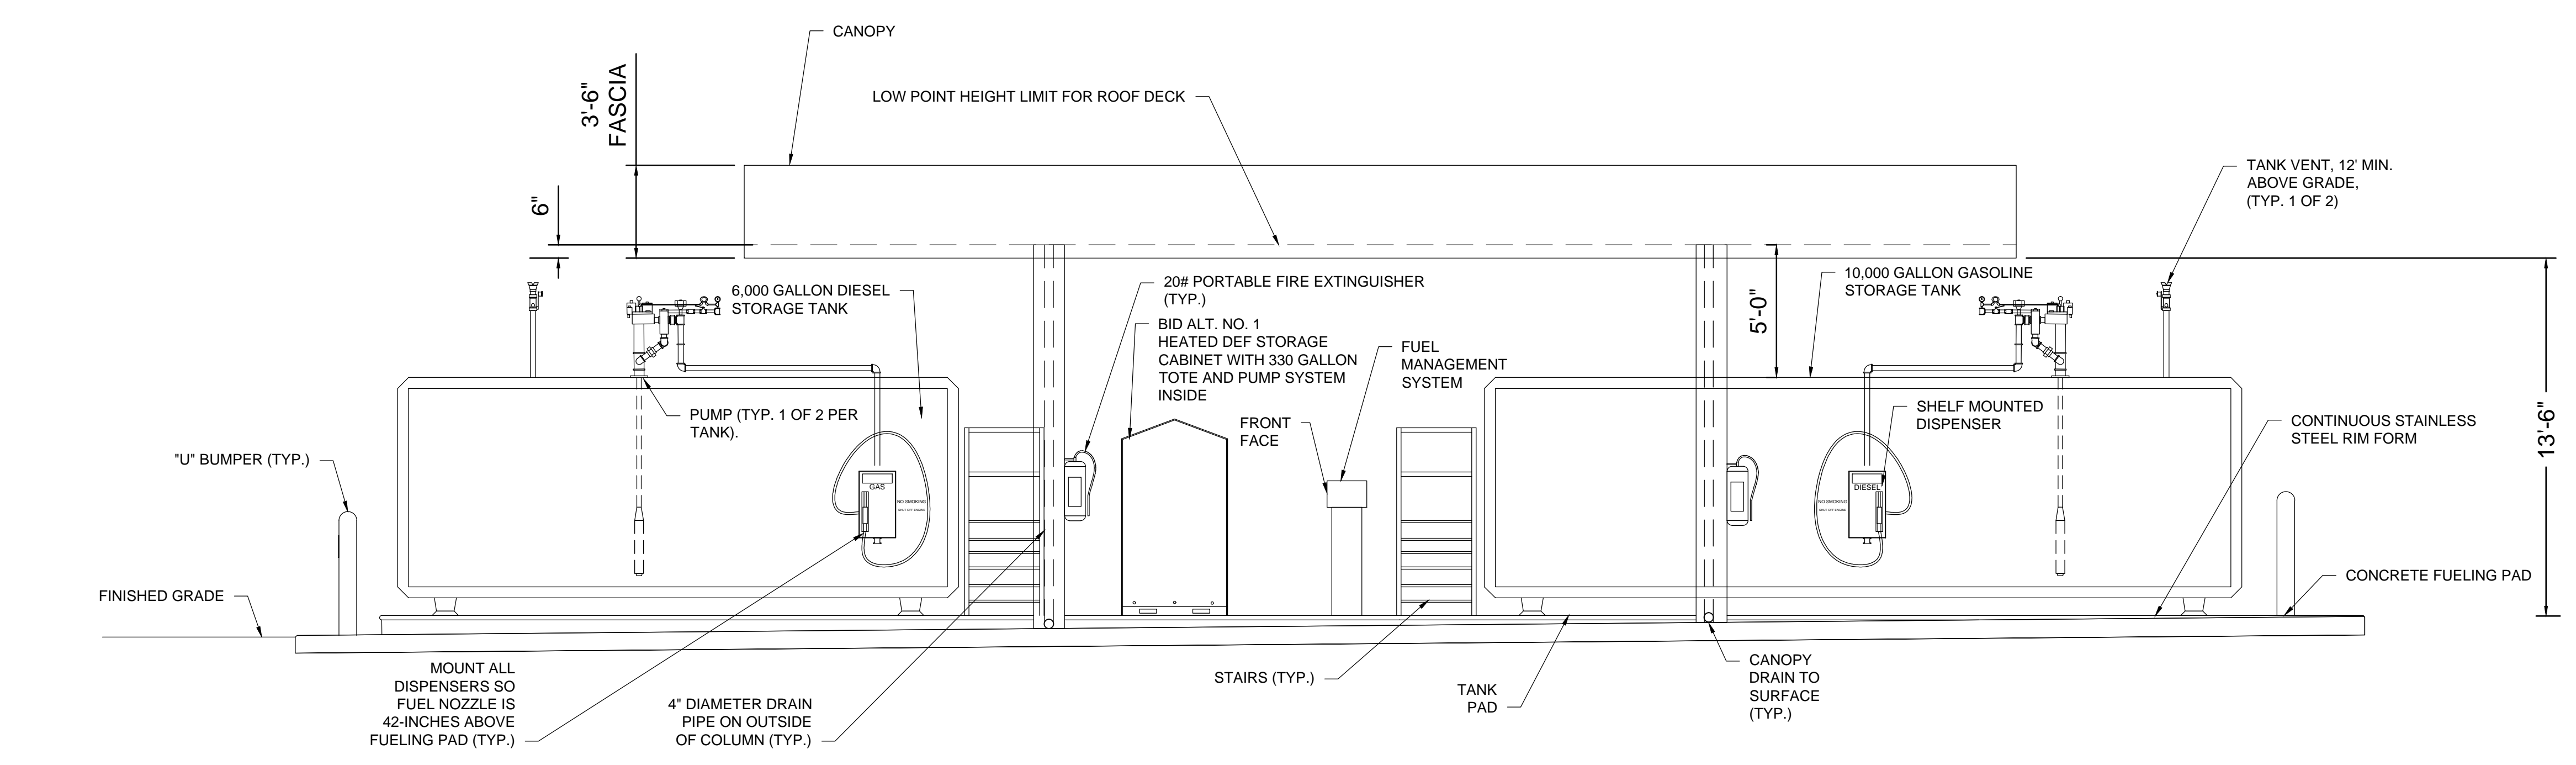 CANOPY
3'-6"
FASCIA
LOW POINT HEIGHT LIMIT FOR ROOF DECK
TANK VENT, 12' MIN.
ABOVE GRADE,
(TYP. 1 OF 2)
6"
20# PORTABLE FIRE EXTINGUISHER
(TYP.)
6,000 GALLON DIESEL
STORAGE TANK
10,000 GALLON GASOLINE
STORAGE TANK
5'-0"
BID ALT. NO. 1
HEATED DEF STORAGE
CABINET WITH 330 GALLON
TOTE AND PUMP SYSTEM
INSIDE
FUEL
MANAGEMENT
SYSTEM
PUMP (TYP. 1 OF 2 PER
TANK).
FRONT
FACE
SHELF MOUNTED
DISPENSER
CONTINUOUS STAINLESS
STEEL RIM FORM
13'-6"
"U" BUMPER (TYP.)
GAS
NO SMOKING
SHUT OFF ENGINE
DIESEL
NO SMOKING
SHUT OFF ENGINE
CONCRETE FUELING PAD
FINISHED GRADE
MOUNT ALL
DISPENSERS SO
FUEL NOZZLE IS
42-INCHES ABOVE
FUELING PAD (TYP.)
4" DIAMETER DRAIN
PIPE ON OUTSIDE
OF COLUMN (TYP.)
STAIRS (TYP.)
TANK
PAD
CANOPY
DRAIN TO
SURFACE
(TYP.)